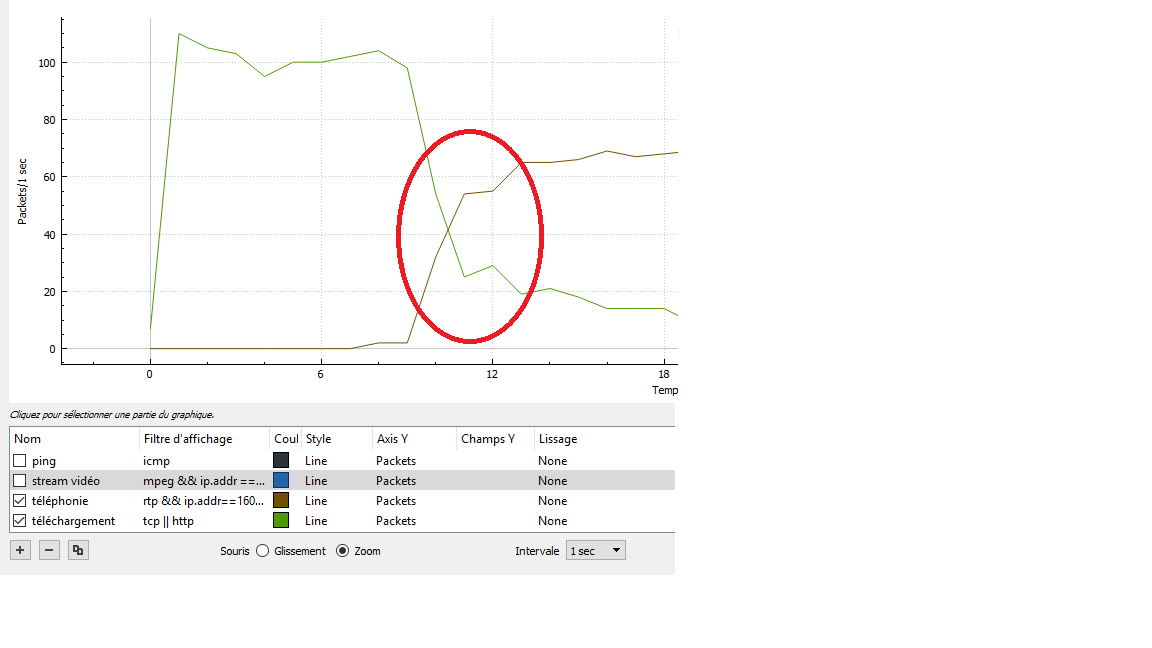 100
80
60
40
20
0
Packets/1 sec
0 6 12 18
Temp
Cliquez pour sélectionner une partie du graphique.
Nom Filtre d'affichage Coul Style Axis Y Champs Y Lissage
ping icmp Line Packets None
stream vidéo mpeg && ip.addr ==... Line Packets None
téléphonie rtp && ip.addr==160... Line Packets None
téléchargement tcp || http Line Packets None
Souris Glissement Zoom Intervale 1 sec